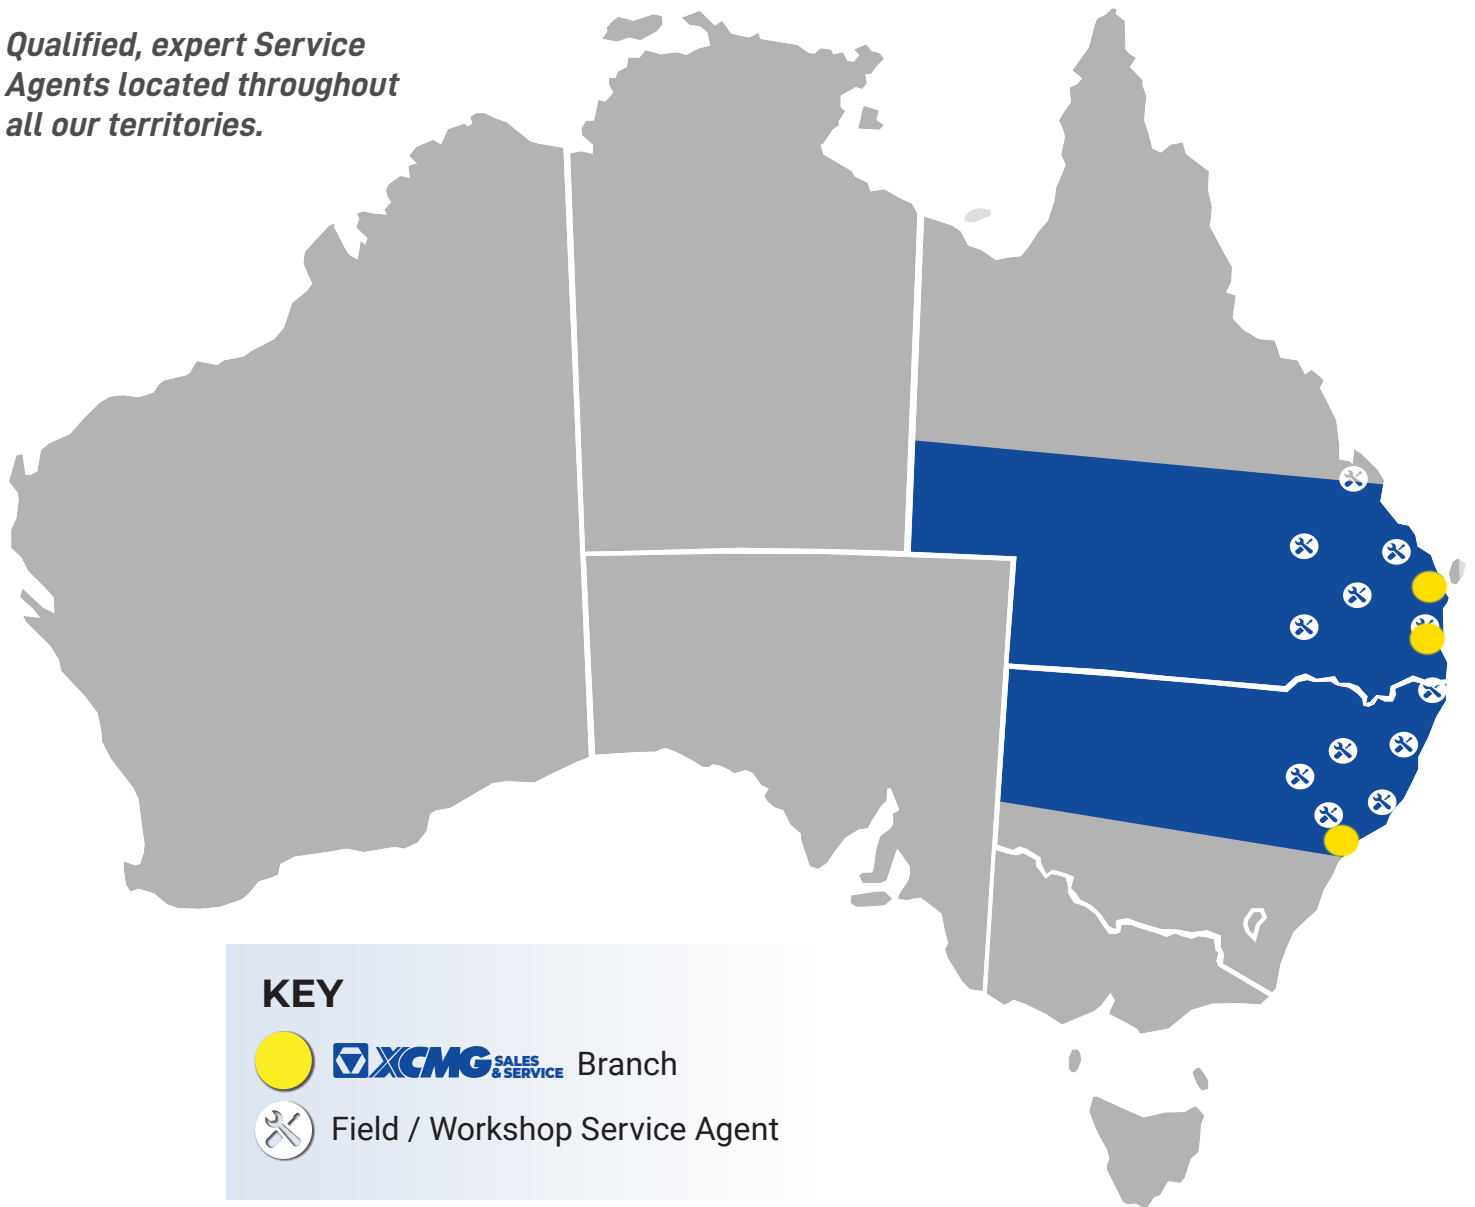 Qualified, expert Service
Agents located throughout
all our territories.
KEY
XCMG SALES & SERVICE Branch
Field / Workshop Service Agent